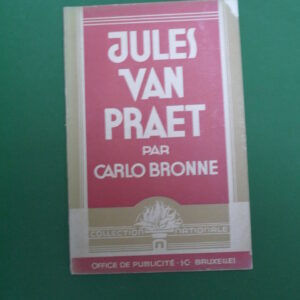 JULES
VAN
PRAET
PAR
CARLO BRONNE
COLLECTION NATIONALE
n
OFFICE DE PUBLICITÉ - S.C. BRUXELLES